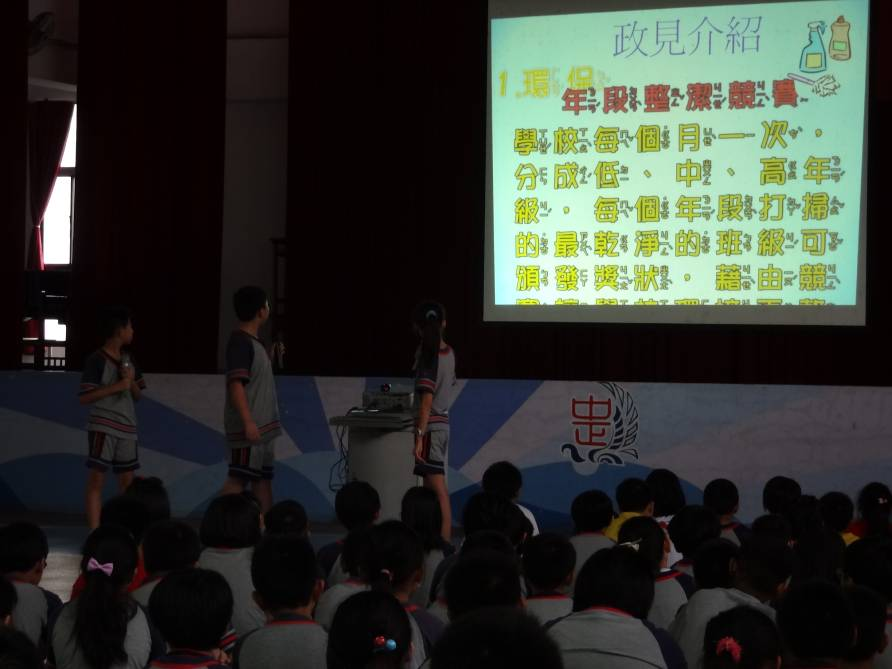 政見介紹
1.環保
年段整潔競賽
學校每個月一次，
分成低、中、高年
級，每個年段打掃
的最乾淨的班級可
頒發獎狀，藉由競
忠